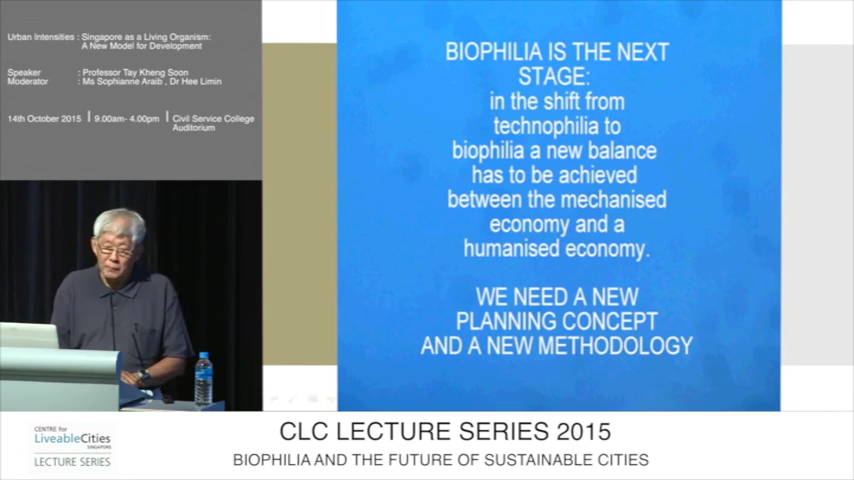 Urban Intensities : Singapore as a Living Organism:
A New Model for Development
Speaker : Professor Tay Kheng Soon
Moderator : Ms Sophianne Araib , Dr Hee Limin
14th October 2015 | 9.00am- 4.00pm | Civil Service College
Auditorium
BIOPHILIA IS THE NEXT
STAGE:
in the shift from
technophilia to
biophilia a new balance
has to be achieved
between the mechanised
economy and a
humanised economy.
WE NEED A NEW
PLANNING CONCEPT
AND A NEW METHODOLOGY
CENTRE for
LiveableCities
SINGAPORE
LECTURE SERIES
CLC LECTURE SERIES 2015
BIOPHILIA AND THE FUTURE OF SUSTAINABLE CITIES